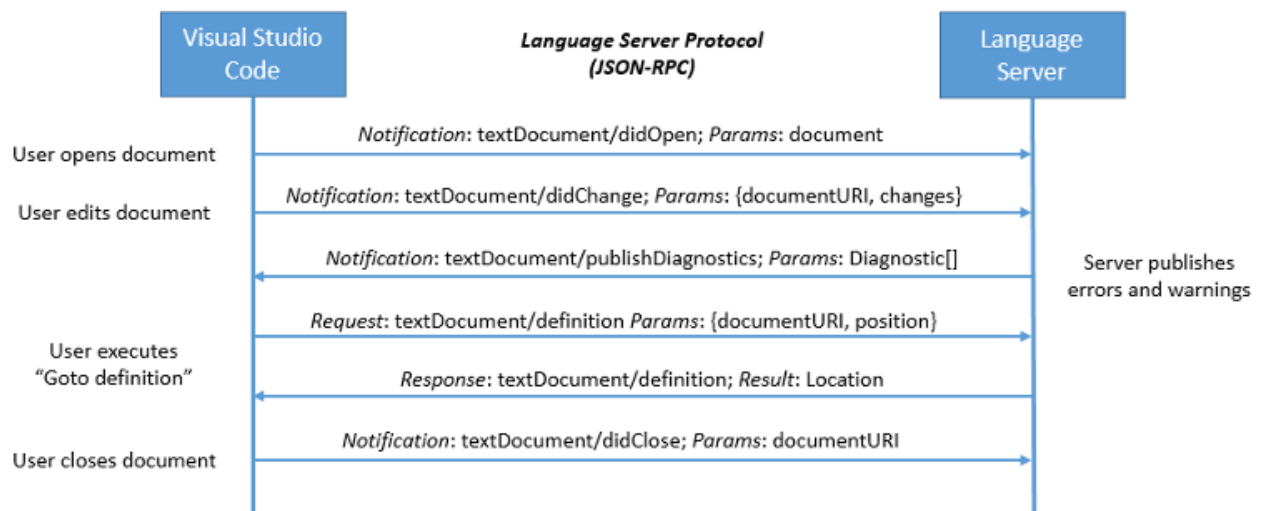 Visual Studio
Code
Language Server Protocol
(JSON-RPC)
Language
Server
Notification: textDocument/didOpen; Params: document
User opens document
Notification: textDocument/didChange; Params: {documentURI, changes}
User edits document
Notification: textDocument/publishDiagnostics; Params: Diagnostic[]
Server publishes
errors and warnings
Request: textDocument/definition Params: {documentURI, position}
User executes
“Goto definition”
Response: textDocument/definition; Result: Location
Notification: textDocument/didClose; Params: documentURI
User closes document